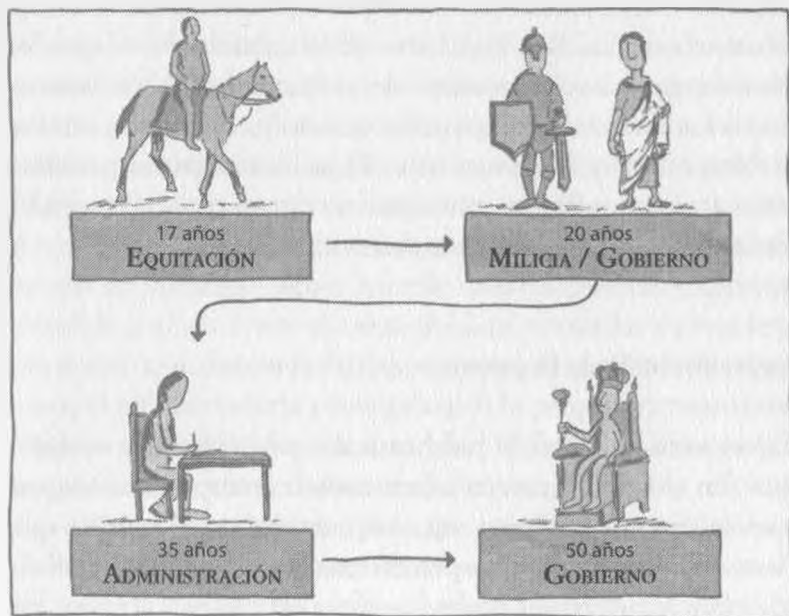 17 años
EQUITACIÓN
20 años
MILICIA / GOBIERNO
35 años
ADMINISTRACIÓN
50 años
GOBIERNO